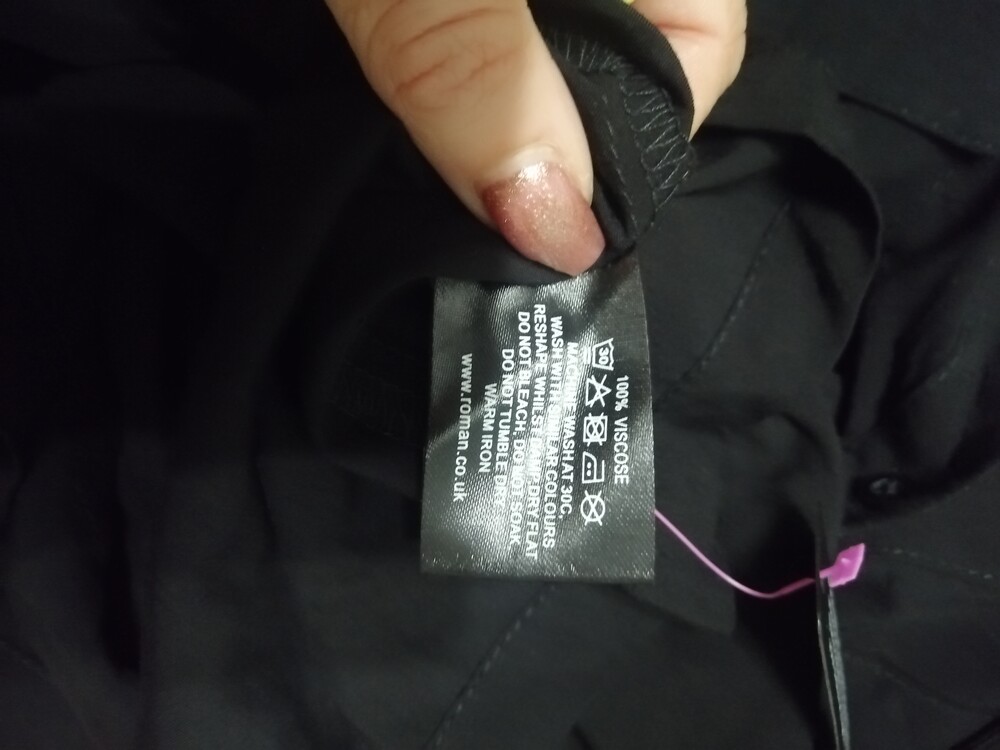 100% VISCOSE
30
MACHINE WASH AT 30C,
WASH WITH SIMILAR COLOURS
RESHAPE WHILST DAMP, DRY FLAT
DO NOT BLEACH, DO NOT SOAK
DO NOT TUMBLE DRY
WARM IRON
www.roman.co.uk